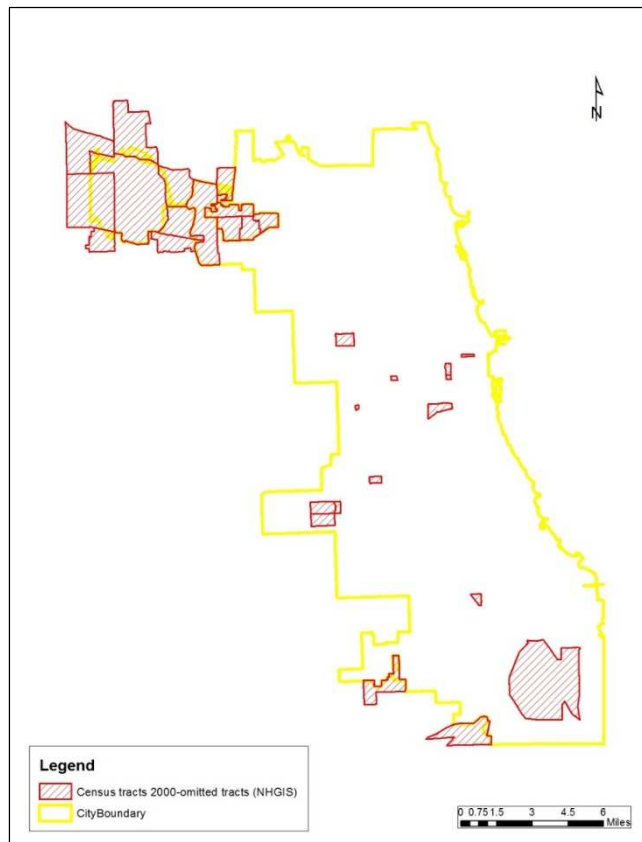 N
Legend
Census tracts 2000-omitted tracts (NHGIS)
CityBoundary
0 0.75 1.5 3 4.5 6
Miles